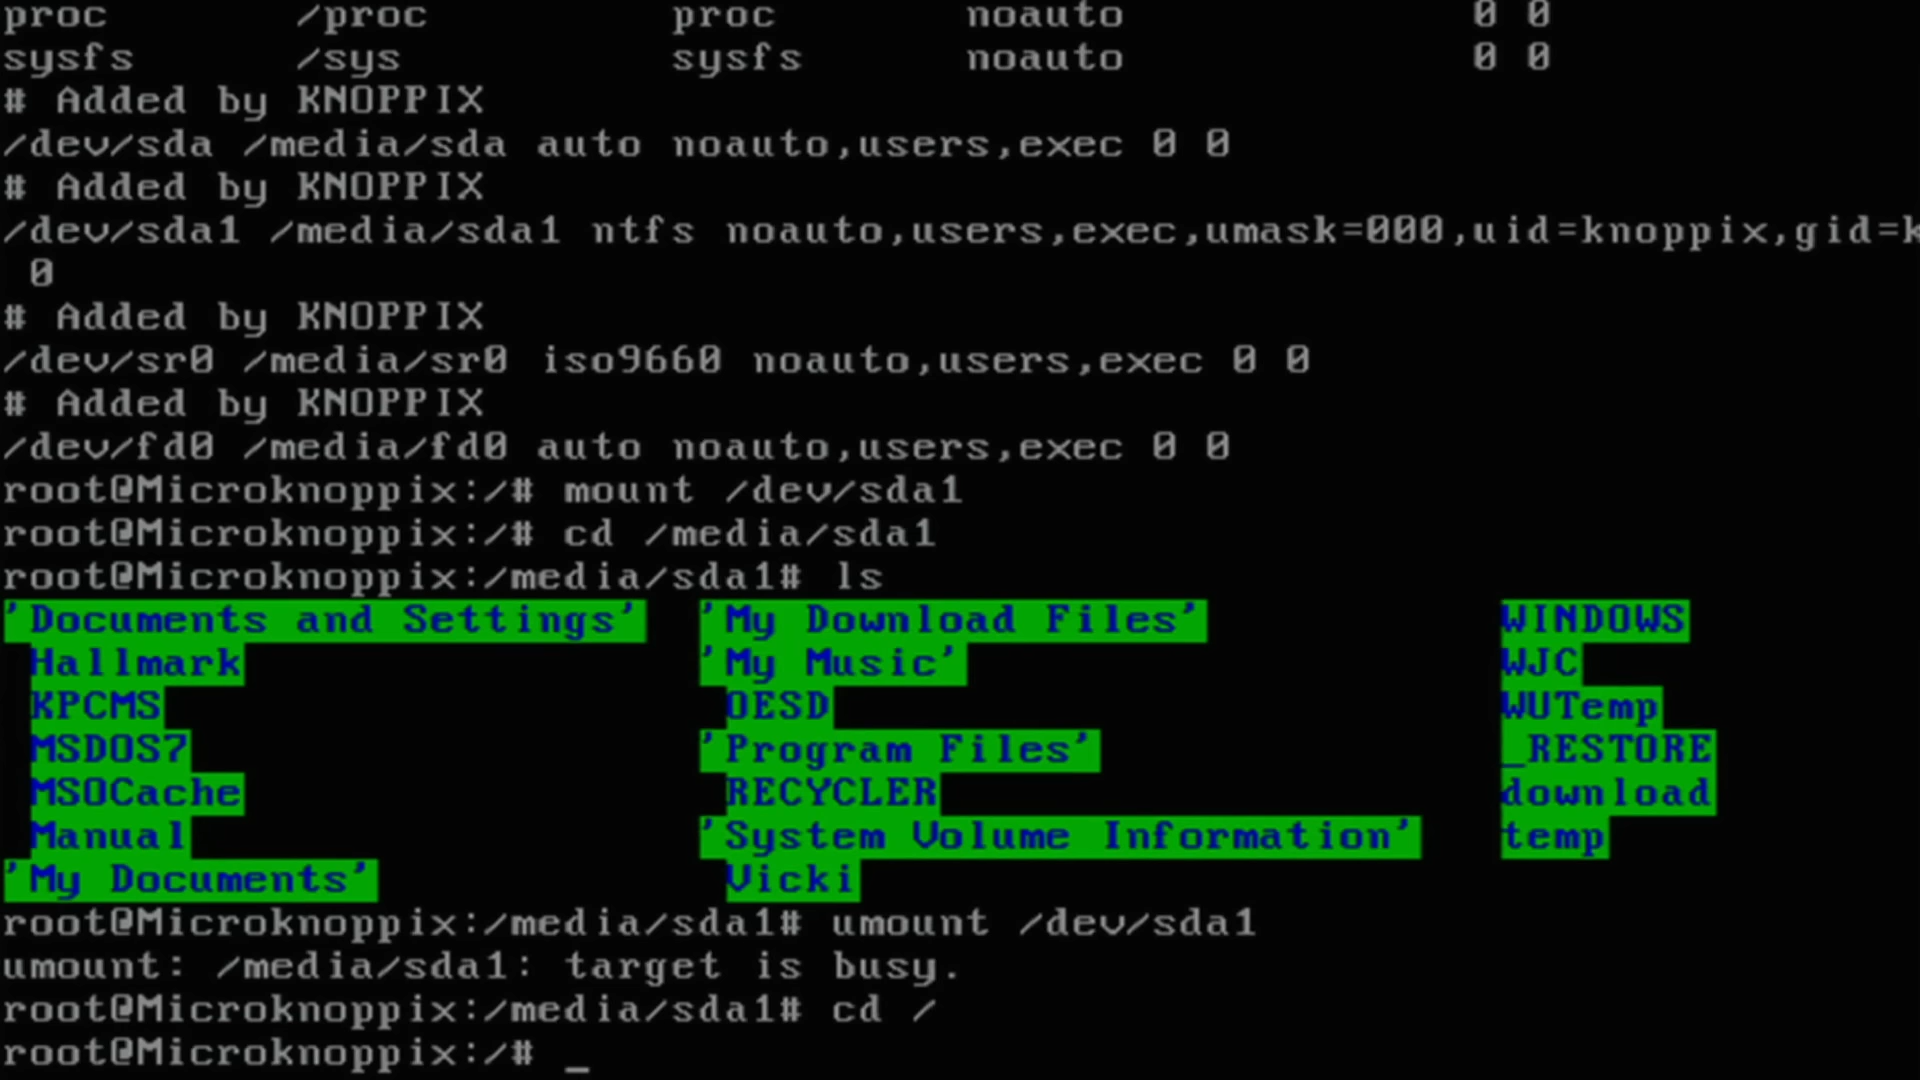 proc /proc proc noauto 0 0
sysfs /sys sysfs noauto 0 0
# Added by KNOPPIX
/dev/sda /media/sda auto noauto,users,exec 0 0
# Added by KNOPPIX
/dev/sda1 /media/sda1 ntfs noauto,users,exec,umask=000,uid=knoppix,gid=k
0
# Added by KNOPPIX
/dev/sr0 /media/sr0 iso9660 noauto,users,exec 0 0
# Added by KNOPPIX
/dev/fd0 /media/fd0 auto noauto,users,exec 0 0
root@Microknoppix:/# mount /dev/sda1
root@Microknoppix:/# cd /media/sda1
root@Microknoppix:/media/sda1# ls
'Documents and Settings' 'My Download Files' WINDOWS
Hallmark 'My Music' WJC
KPCMS OESD WUTemp
MSDOS7 'Program Files' _RESTORE
MSOCache RECYCLER download
Manual 'System Volume Information' temp
'My Documents' Vicki
root@Microknoppix:/media/sda1# umount /dev/sda1
umount: /media/sda1: target is busy.
root@Microknoppix:/media/sda1# cd /
root@Microknoppix:/# _